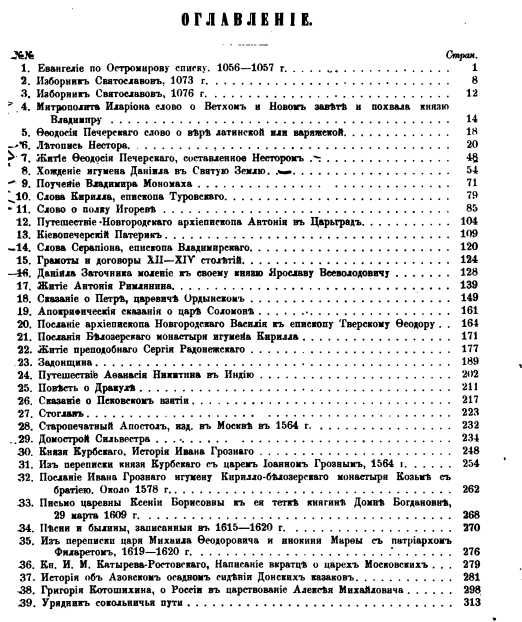 ОГЛАВЛЕНІЕ.
№№ Стран.
1. Евангеліе по Остромирову списку. 1056—1057 г. 1
2. Изборникъ Святославовъ, 1073 г. 8
3. Изборникъ Святославовъ, 1076 г. 12
4. Митрополита Иларіона слово о Ветхомъ и Новомъ завѣтѣ и похвала князю
Владиміру 14
5. Ѳеодосія Печерскаго слово о вѣрѣ латинской или варяжской. 18
6. Лѣтопись Нестора. 20
7. Житіе Ѳеодосія Печерскаго, составленное Несторомъ 48
8. Хожденіе игумена Даніила въ Святую Землю. 54
9. Поученіе Владимира Мономаха 71
10. Слова Кирилла, епископа Туровскаго. 79
11. Слово о полку Игоревѣ 85
12. Путешествіе Новгородскаго архіепископа Антонія въ Царьградъ. 104
13. Кіевопечерскій Патерикъ. 109
14. Слова Серапіона, епископа Владимирскаго. 120
15. Грамоты и договоры XII—XIV столѣтій. 124
16. Даніила Заточника моленіе къ своему князю Ярославу Всеволодовичу 128
17. Житіе Антонія Римлянина. 139
18. Сказаніе о Петрѣ, царевичѣ Ордынскомъ 149
19. Апокрифическія сказанія о царѣ Соломонѣ 161
20. Посланіе архіепископа Новгородскаго Василія къ епископу Тверскому Ѳеодору 164
21. Посланія Бѣлозерскаго монастыря игумена Кирилла 171
22. Житіе преподобнаго Сергія Радонежскаго 177
23. Задонщина 189
24. Путешествіе Аѳанасія Никитина въ Индію 202
25. Повѣсть о Дракулѣ 211
26. Сказаніе о Псковскомъ взятіи 217
27. Стоглавъ 223
28. Старопечатный Апостолъ, изд. въ Москвѣ въ 1564 г. 232
29. Домострой Сильвестра 234
30. Князя Курбскаго, Исторія Ивана Грознаго 248
31. Изъ переписки князя Курбскаго съ царемъ Іоанномъ Грознымъ, 1564 г. 254
32. Посланіе Ивана Грознаго игумену Кирилло-бѣлозерскаго монастыря Козьмѣ съ
братіею. Около 1578 г. 262
33. Письмо царевны Ксеніи Борисовны къ ея теткѣ княгинѣ Домнѣ Богдановнѣ,
29 марта 1609 г. 268
34. Пѣсни и былины, записанныя въ 1615—1620 г. 270
35. Изъ переписки царя Михаила Ѳеодоровича и инокини Марѳы съ патріархомъ
Филаретомъ, 1619—1620 г. 276
36. Кн. И. М. Катырева-Ростовскаго, Написаніе вкратцѣ о царехъ Московскихъ 279
37. Исторія объ Азовскомъ осадномъ сидѣніи Донскихъ казаковъ. 281
38. Григорія Котошихина, о Россіи въ царствованіе Алексѣя Михайловича 298
39. Урядникъ сокольничья пути 313